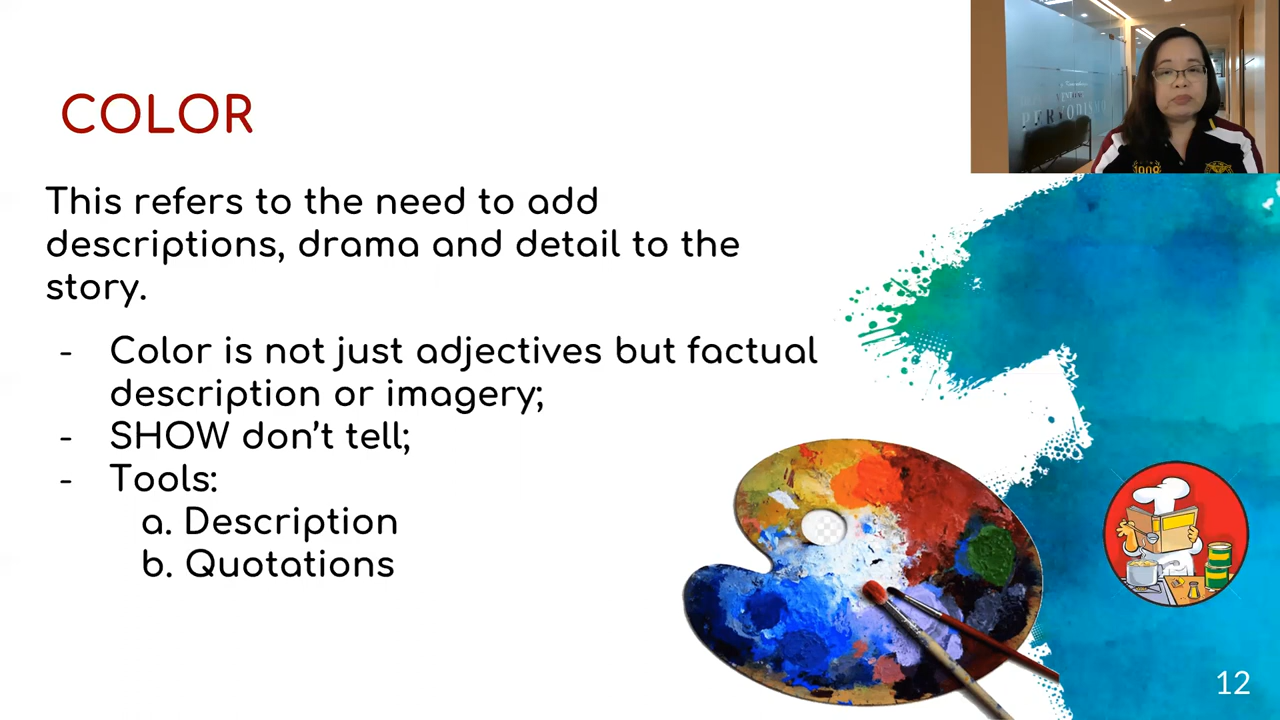 COLOR
This refers to the need to add
descriptions, drama and detail to the
story.
- Color is not just adjectives but factual
description or imagery;
- SHOW don't tell;
- Tools:
a. Description
b. Quotations
1908
12